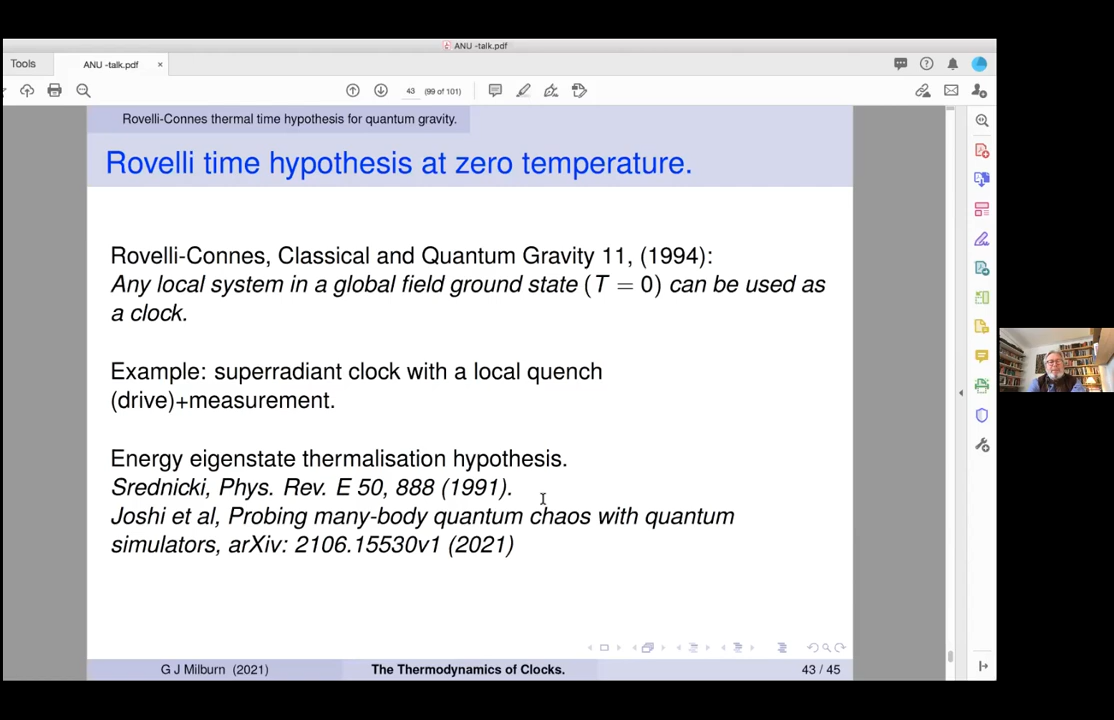 ANU -talk.pdf
Tools
ANU -talk.pdf ×
43 (99 of 101)
Rovelli-Connes thermal time hypothesis for quantum gravity.
Rovelli time hypothesis at zero temperature.
Rovelli-Connes, Classical and Quantum Gravity 11, (1994):
Any local system in a global field ground state (T = 0) can be used as
a clock.
Example: superradiant clock with a local quench
(drive)+measurement.
Energy eigenstate thermalisation hypothesis.
Srednicki, Phys. Rev. E 50, 888 (1991).
Joshi et al, Probing many-body quantum chaos with quantum
simulators, arXiv: 2106.15530v1 (2021)
G J Milburn (2021)
The Thermodynamics of Clocks.
43 / 45